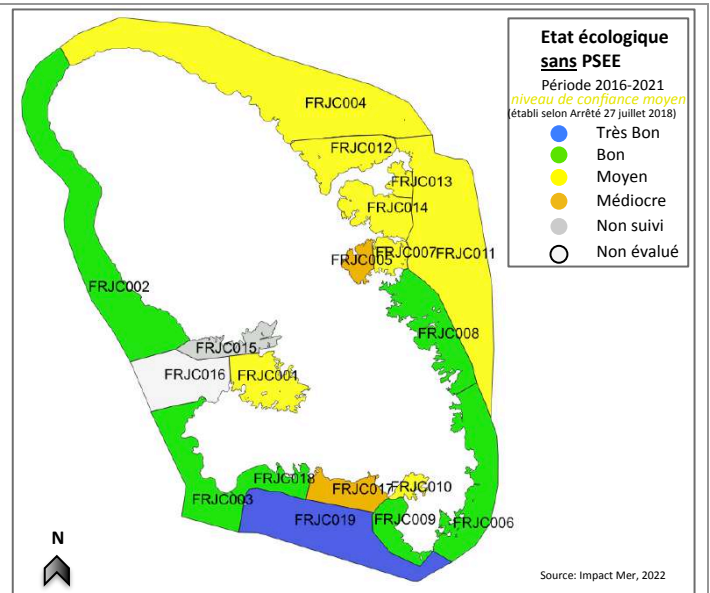 Etat écologique
sans PSEE
Période 2016-2021
niveau de confiance moyen
(établi selon Arrêté 27 juillet 2018)
Très Bon
Bon
Moyen
Médiocre
Non suivi
Non évalué
FRJC004
FRJC012
FRJC013
FRJC014
FRJC007
FRJC011
FRJC005
FRJC002
FRJC008
FRJC015
FRJC016
FRJC001
FRJC018
FRJC017
FRJC010
FRJC003
FRJC019
FRJC009
FRJC006
N
Source: Impact Mer, 2022